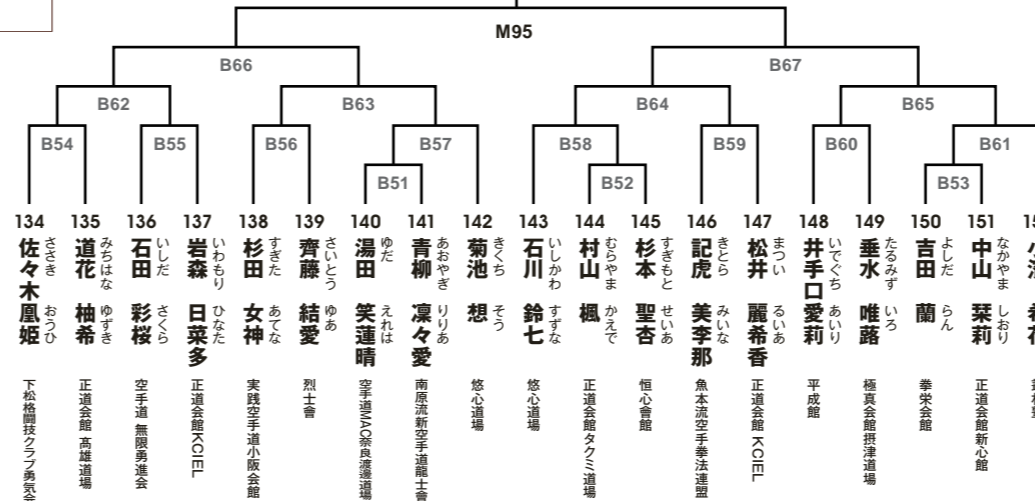 M95
B66
B67
B62
B63
B64
B65
B54
B55
B56
B57
B58
B59
B60
B61
B51
B52
B53
134 佐々木 凰姫 ささき おうひ 下松格闘技クラブ勇気会
135 道花 柚希 みちはな ゆずき 正道会館 髙雄道場
136 石田 彩桜 いしだ さくら 空手道 無限勇進会
137 岩森 日菜多 いわもり ひなた 正道会館KCIEL
138 杉田 女神 すぎた あてな 実践空手道小阪会館
139 齊藤 結愛 さいとう ゆあ 烈士會
140 湯田 笑蓮晴 ゆだ えれは 空手道MAC奈良渡邊道場
141 青柳 凛々愛 あおやぎ りりあ 南原流新空手道龍士會
142 菊池 想 きくち そう 悠心道場
143 石川 鈴七 いしかわ すずな 悠心道場
144 村山 楓 むらやま かえで 正道会館タクミ道場
145 杉本 聖杏 すぎもと せいあ 恒心會館
146 記虎 美李那 きとら みいな 魚本流空手拳法連盟
147 松井 麗希香 まつい るいあ 正道会館 KCIEL
148 井手口 愛莉 いでぐち あいり 平成館
149 垂水 唯蕗 たるみず いろ 極真会館摂津道場
150 吉田 蘭 よしだ らん 拳栄会館
151 中山 栞莉 なかやま しおり 正道会館新心館